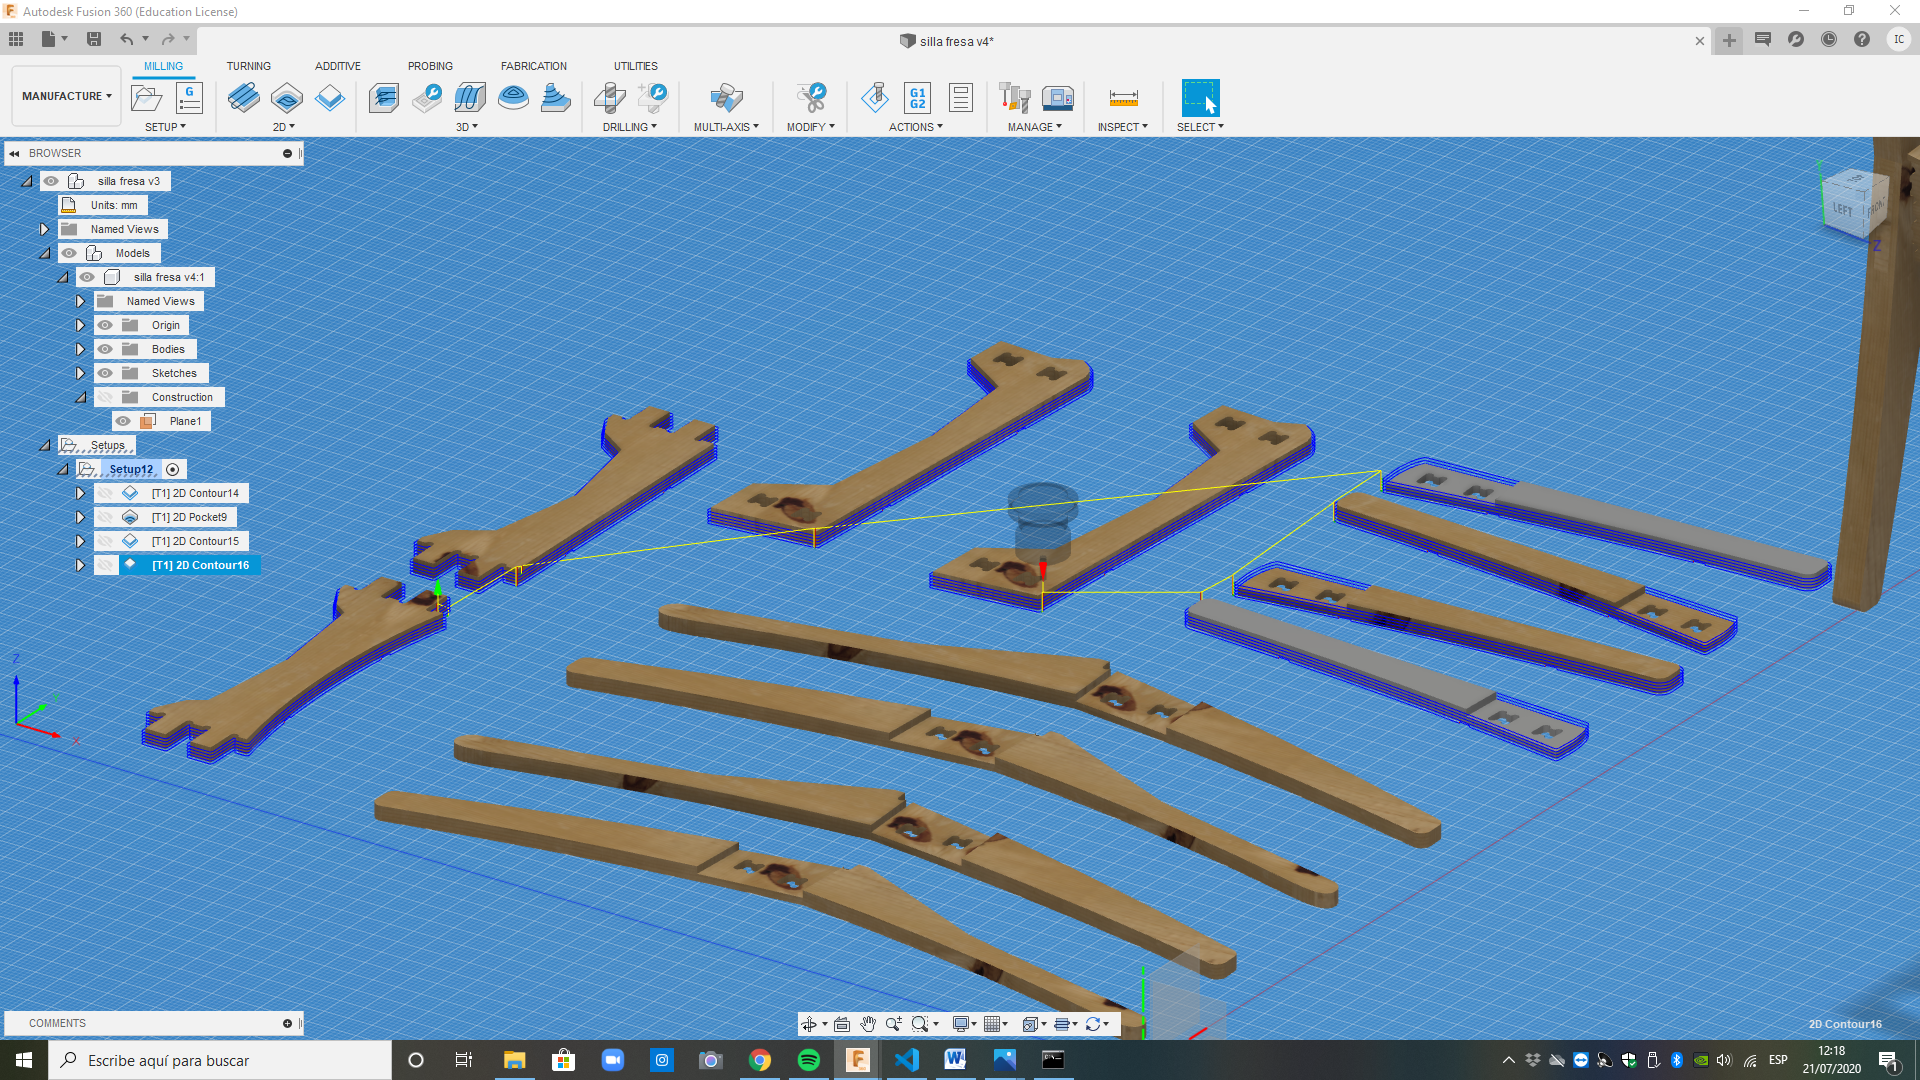 Autodesk Fusion 360 (Education License)
silla fresa v4*
IC
MILLING
TURNING
ADDITIVE
PROBING
FABRICATION
UTILITIES
MANUFACTURE
G
G1
G2
SETUP
2D
3D
DRILLING
MULTI-AXIS
MODIFY
ACTIONS
MANAGE
INSPECT
SELECT
BROWSER
silla fresa v3
Units: mm
Named Views
Models
silla fresa v4:1
Named Views
Origin
Bodies
Sketches
Construction
Plane1
Setups
Setup12
[T1] 2D Contour14
[T1] 2D Pocket9
[T1] 2D Contour15
[T1] 2D Contour16
LEFT
FRONT
Z
Z
X
COMMENTS
2D Contour16
Escribe aquí para buscar
ESP
12:18
21/07/2020
1